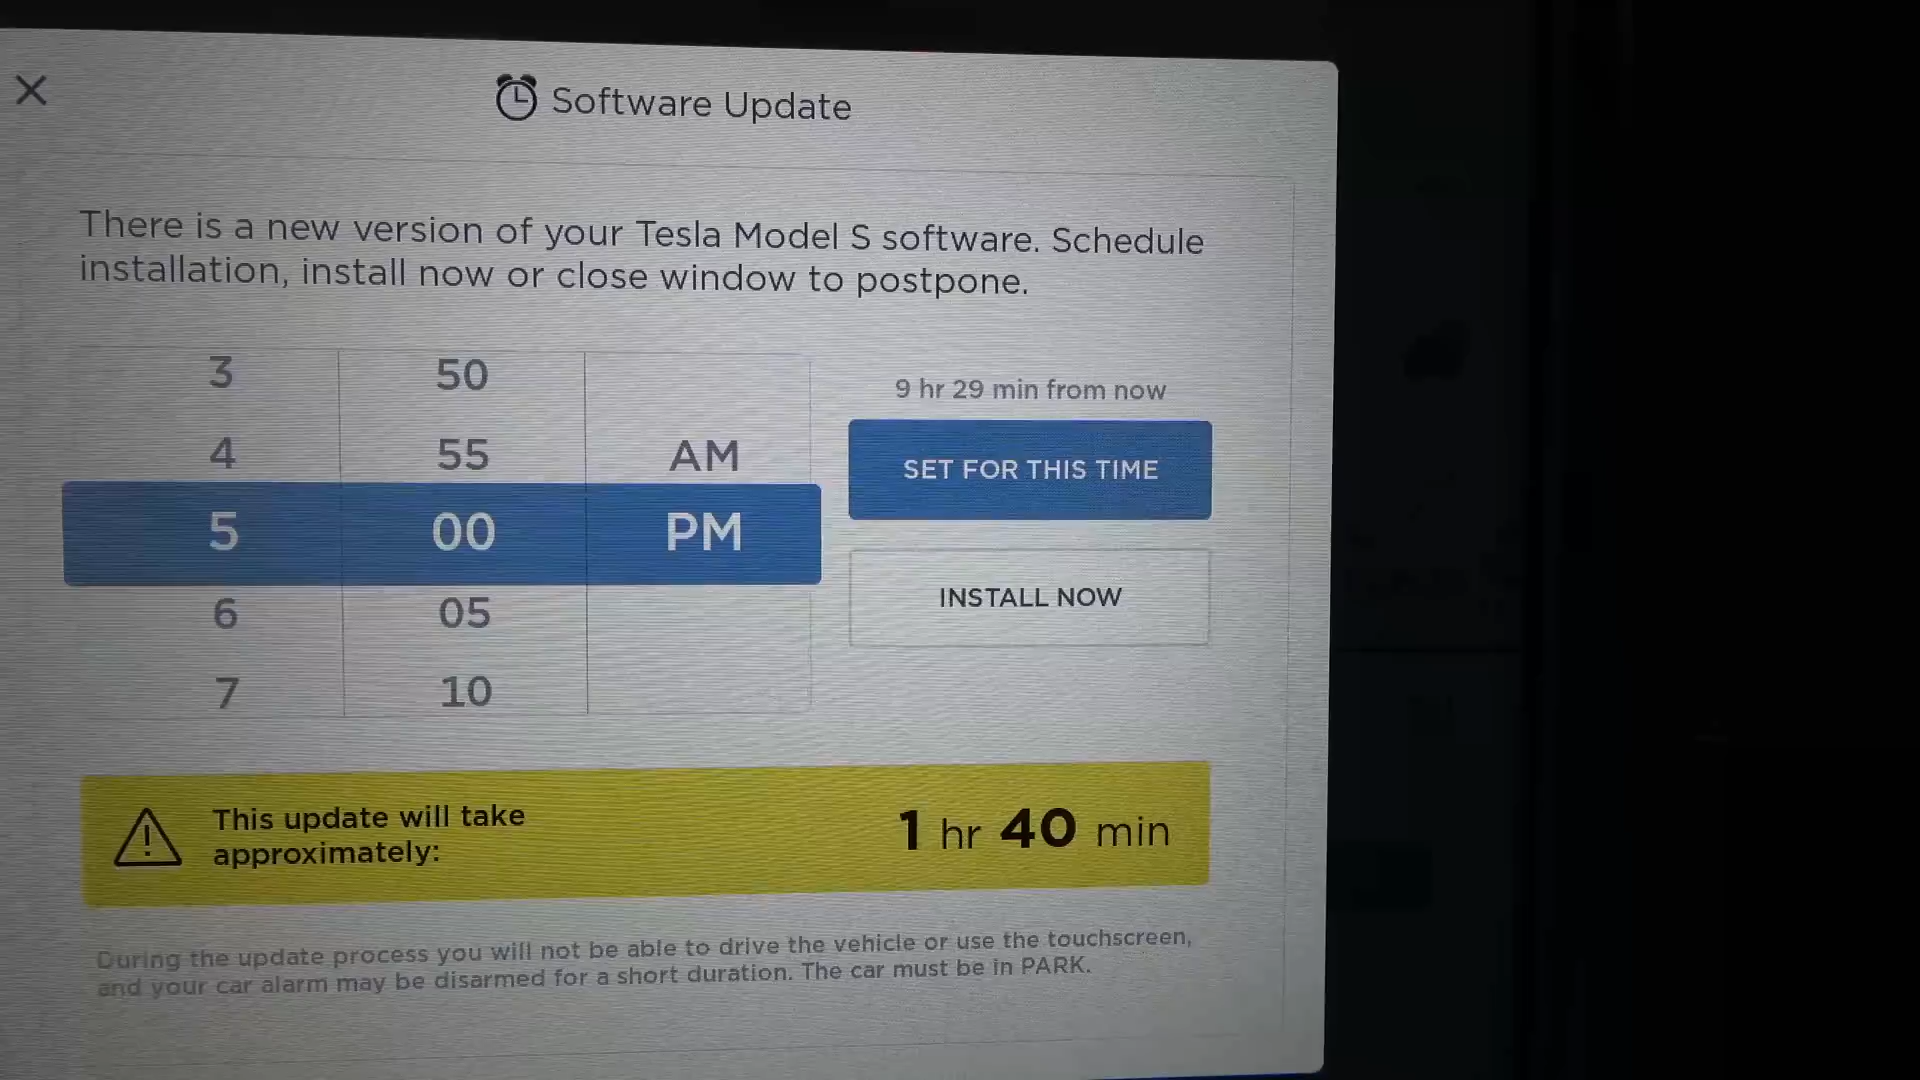 Software Update
There is a new version of your Tesla Model S software. Schedule
installation, install now or close window to postpone.
3 50
4 55 AM
5 00 PM
6 05
7 10
9 hr 29 min from now
SET FOR THIS TIME
INSTALL NOW
This update will take
approximately:
1 hr 40 min
During the update process you will not be able to drive the vehicle or use the touchscreen,
and your car alarm may be disarmed for a short duration. The car must be in PARK.